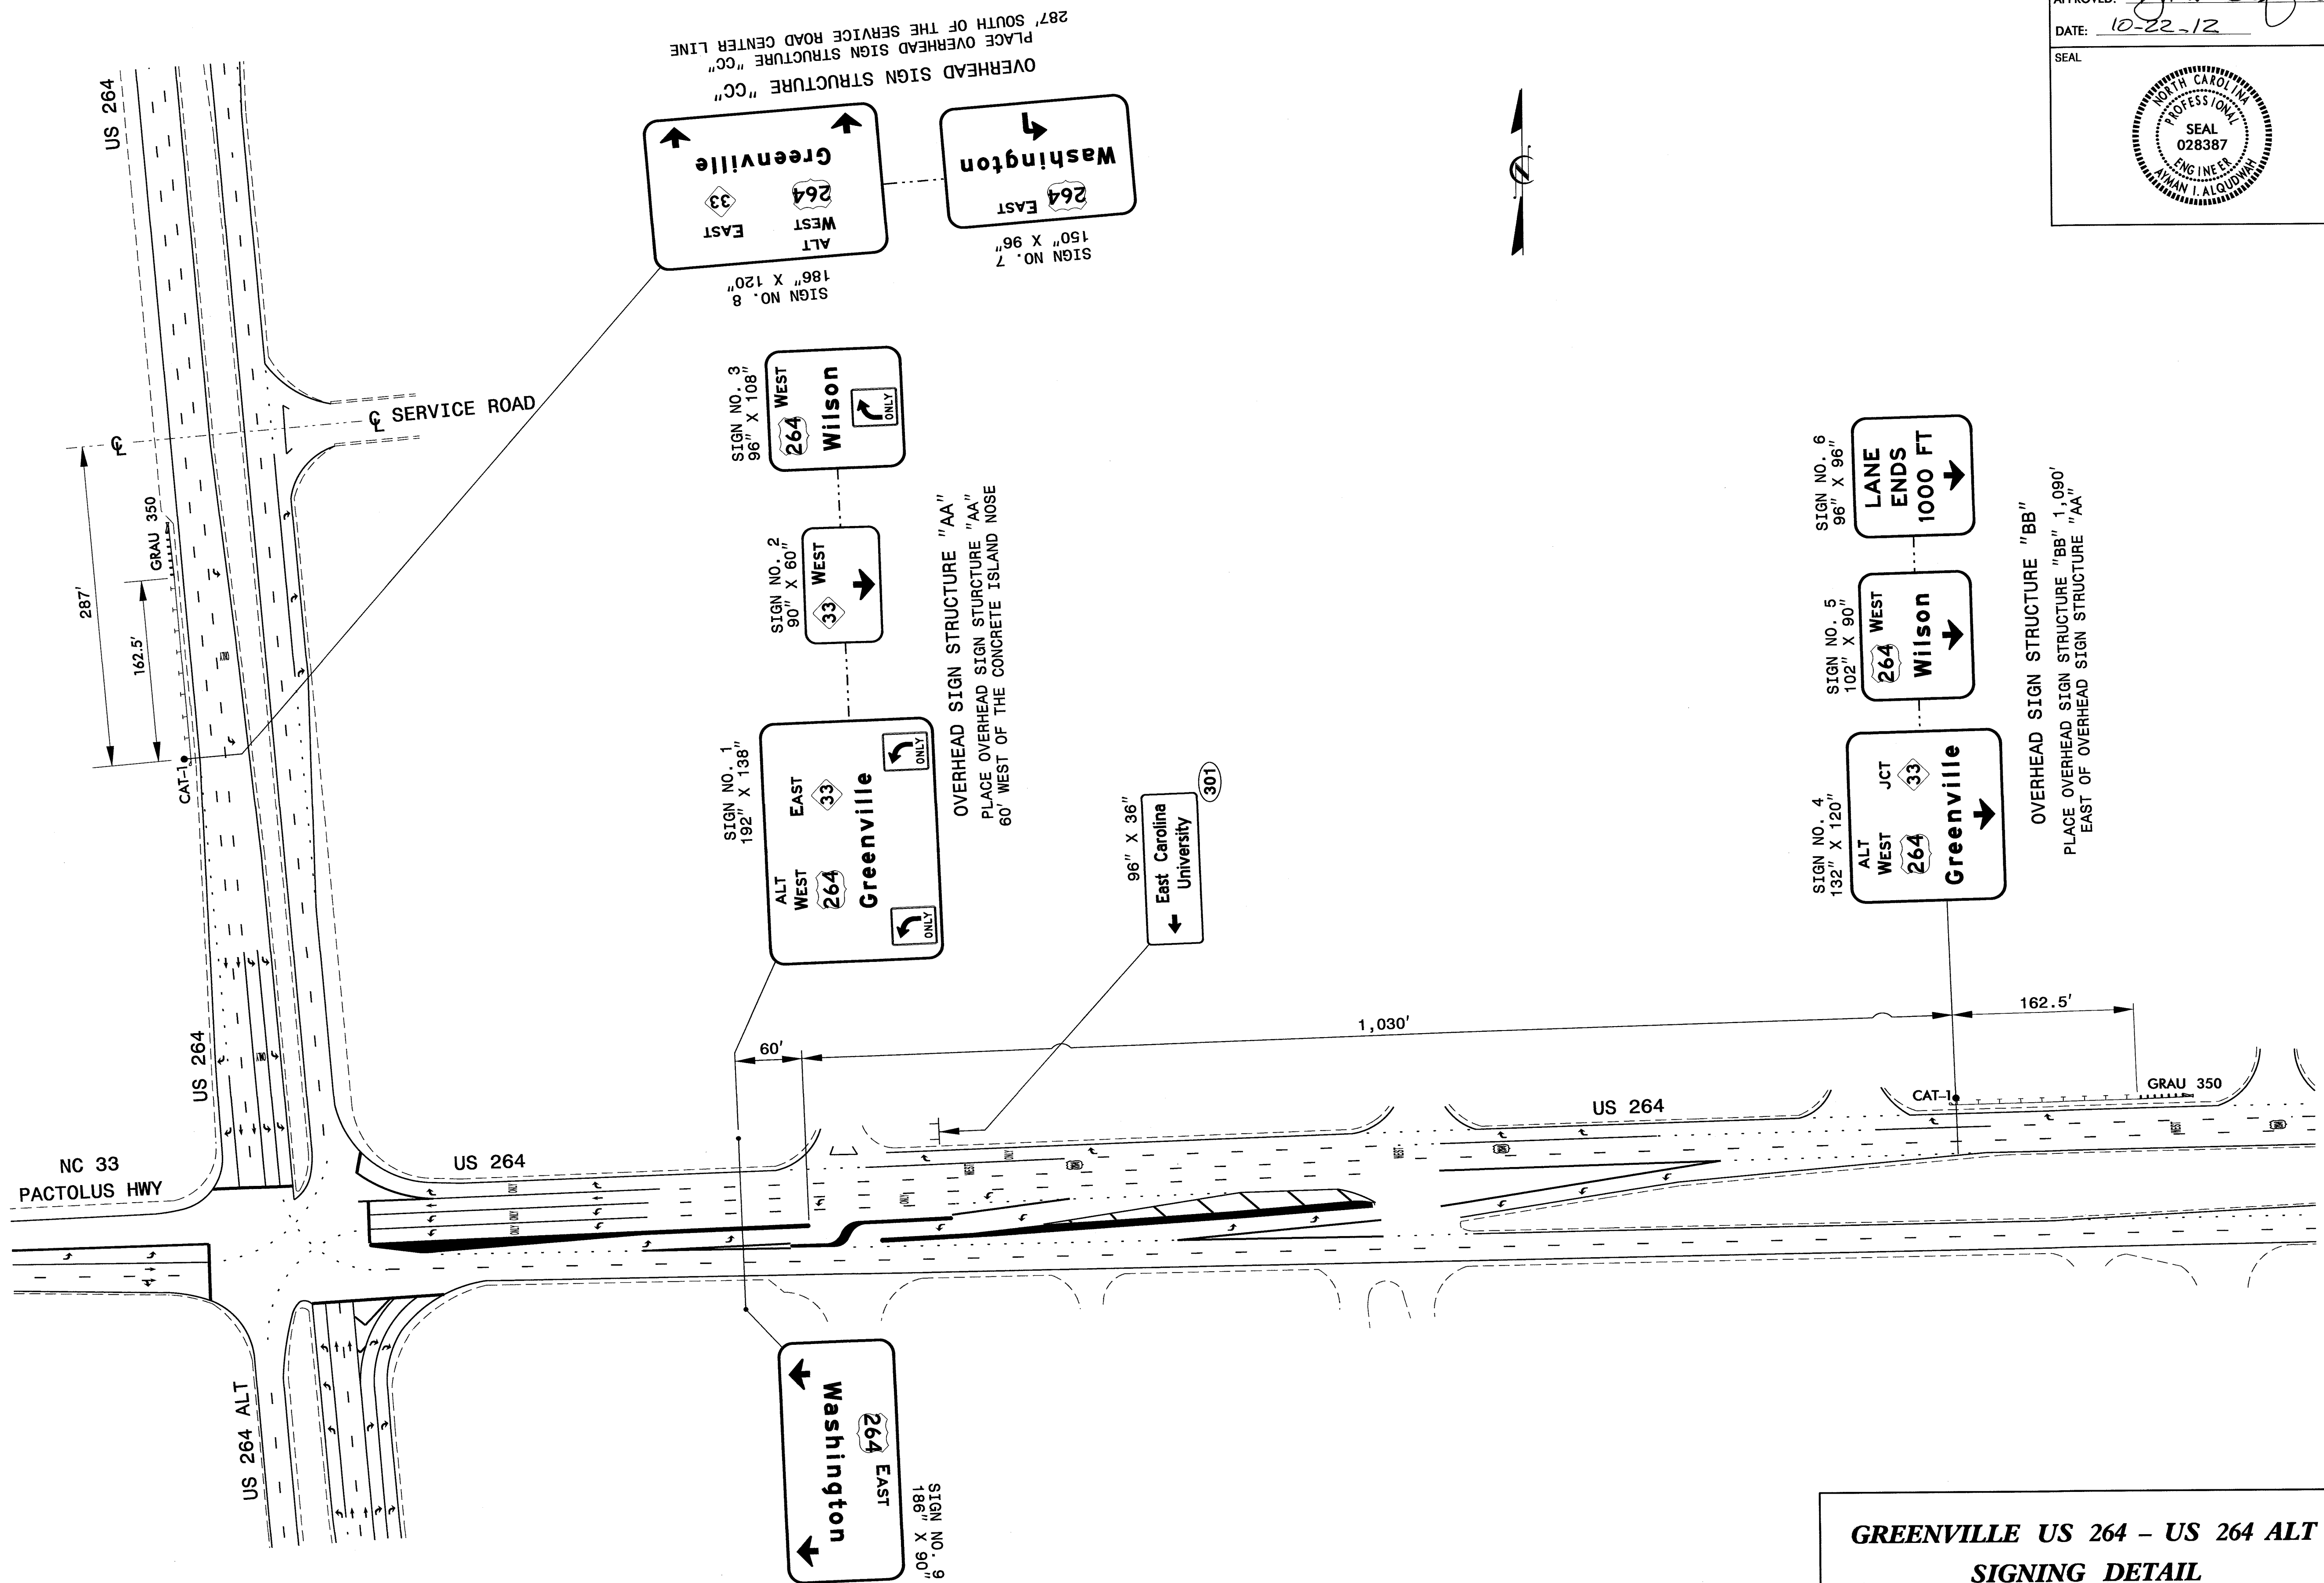 APPROVED:
DATE: 10-22-12
SEAL
NORTH CAROLINA
PROFESSIONAL
SEAL
028387
ENGINEER
AYMAN I. ALQUDWAH
287' SOUTH OF THE SERVICE ROAD CENTER LINE
PLACE OVERHEAD SIGN STRUCTURE "CC"
OVERHEAD SIGN STRUCTURE "CC"
Greenville
33
264
EAST
WEST
ALT
186" X 120"
SIGN NO. 8
Washington
264 EAST
150" X 96"
SIGN NO. 7
US 264
℄
℄ SERVICE ROAD
287'
162.5'
GRAU 350
CAT-1
ONLY
SIGN NO. 3
96" X 108"
264 WEST
Wilson
ONLY
SIGN NO. 2
90" X 60"
33 WEST
SIGN NO. 1
192" X 138"
ALT
WEST EAST
264 33
Greenville
ONLY ONLY
OVERHEAD SIGN STRUCTURE "AA"
PLACE OVERHEAD SIGN STURCTURE "AA"
60' WEST OF THE CONCRETE ISLAND NOSE
96" X 36"
East Carolina
University
301
SIGN NO. 6
96" X 96"
LANE
ENDS
1000 FT
SIGN NO. 5
102" X 90"
264 WEST
Wilson
SIGN NO. 4
132" X 120"
ALT
WEST JCT
264 33
Greenville
OVERHEAD SIGN STRUCTURE "BB"
PLACE OVERHEAD SIGN STRUCTURE "BB" 1,090'
EAST OF OVERHEAD SIGN STRUCTURE "AA"
60'
1,030'
162.5'
US 264
ONLY
NC 33
PACTOLUS HWY
US 264
ONLY
ONLY ONLY
WEST
ONLY
ONLY
WEST
US 264
CAT-1
GRAU 350
WEST
US 264 ALT
Washington
264 EAST
SIGN NO. 9
186" X 90"
GREENVILLE US 264 – US 264 ALT
SIGNING DETAIL